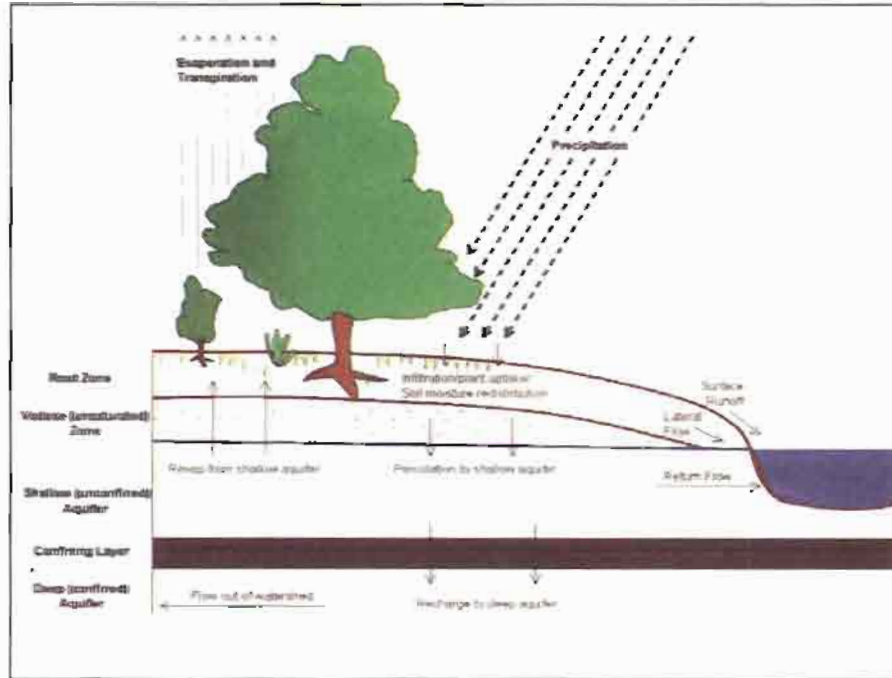 Evaporation and
Transpiration
Precipitation
Root Zone
Infiltration/plant uptake/
Soil moisture redistribution
Surface
Runoff
Vadose (unsaturated)
Zone
Lateral
Flow
Revap from shallow aquifer
Percolation to shallow aquifer
Return Flow
Shallow (unconfined)
Aquifer
Confining Layer
Deep (confined)
Aquifer
Flow out of watershed
Recharge to deep aquifer